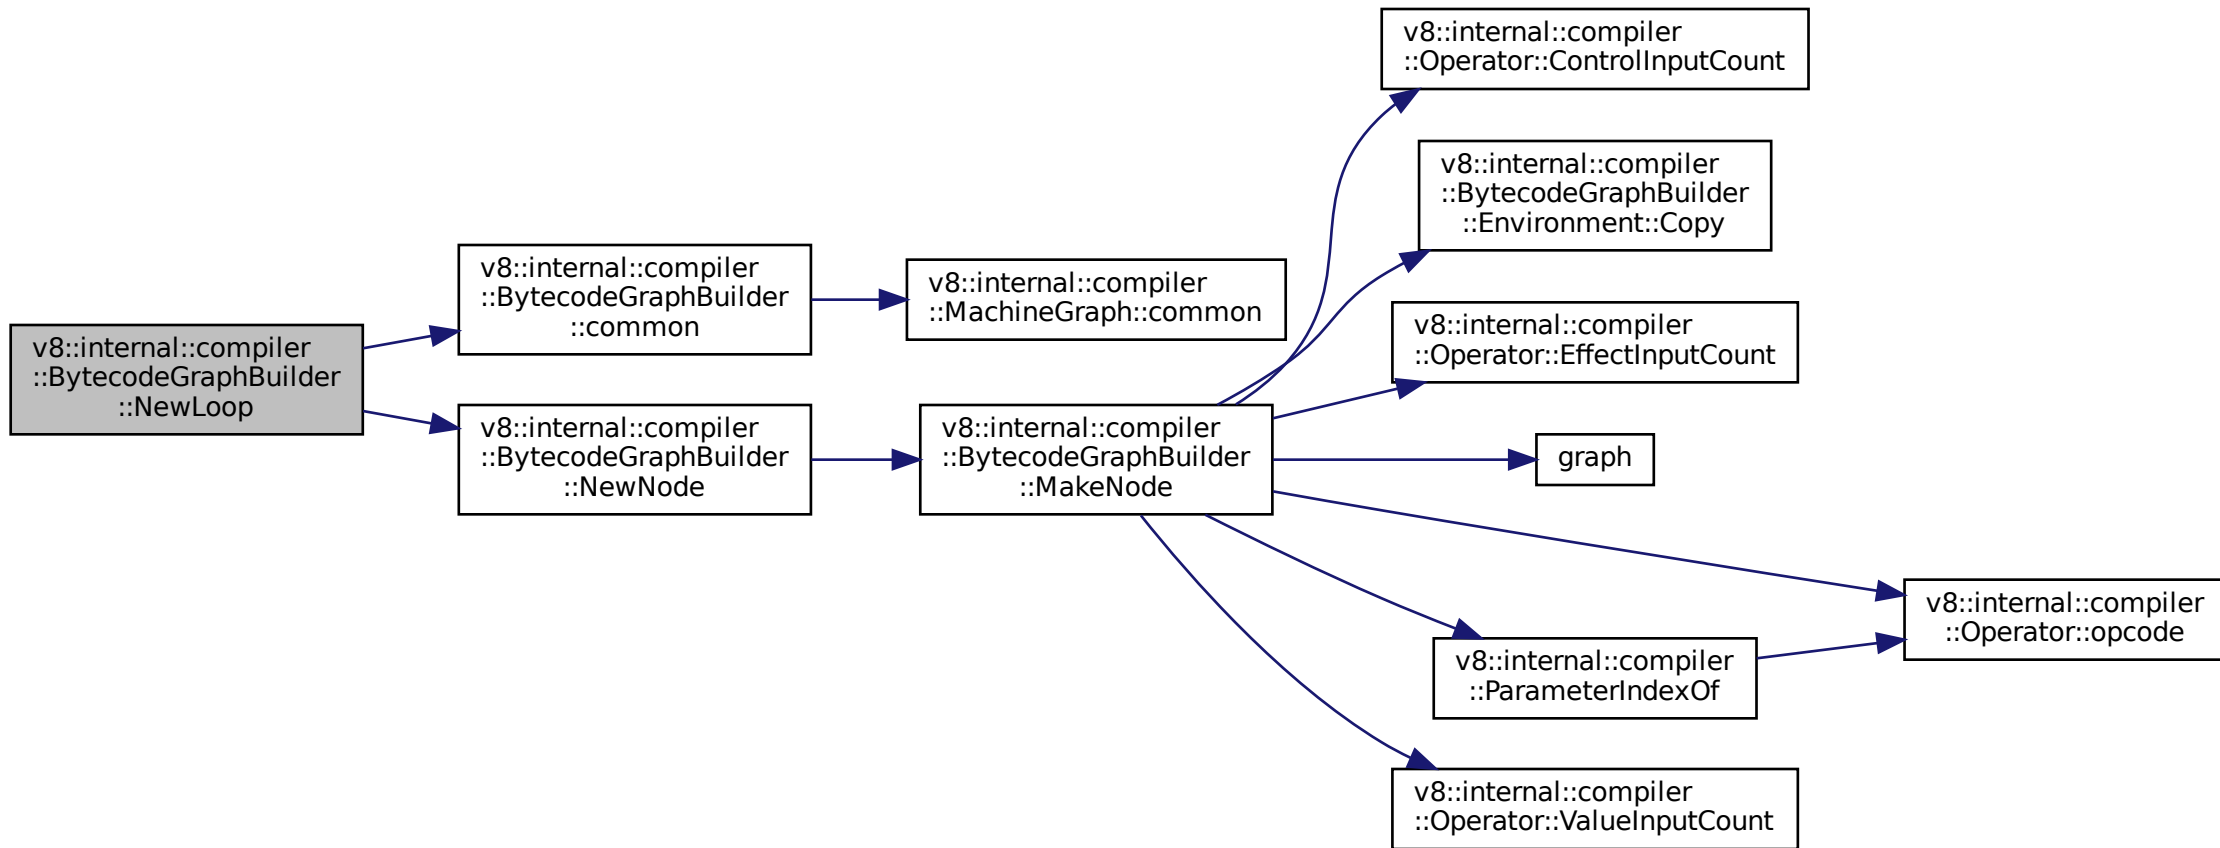 v8::internal::compiler
::BytecodeGraphBuilder
::NewLoop
v8::internal::compiler
::BytecodeGraphBuilder
::common
v8::internal::compiler
::MachineGraph::common
v8::internal::compiler
::BytecodeGraphBuilder
::NewNode
v8::internal::compiler
::BytecodeGraphBuilder
::MakeNode
v8::internal::compiler
::Operator::ControlInputCount
v8::internal::compiler
::BytecodeGraphBuilder
::Environment::Copy
v8::internal::compiler
::Operator::EffectInputCount
graph
v8::internal::compiler
::Operator::opcode
v8::internal::compiler
::ParameterIndexOf
v8::internal::compiler
::Operator::ValueInputCount